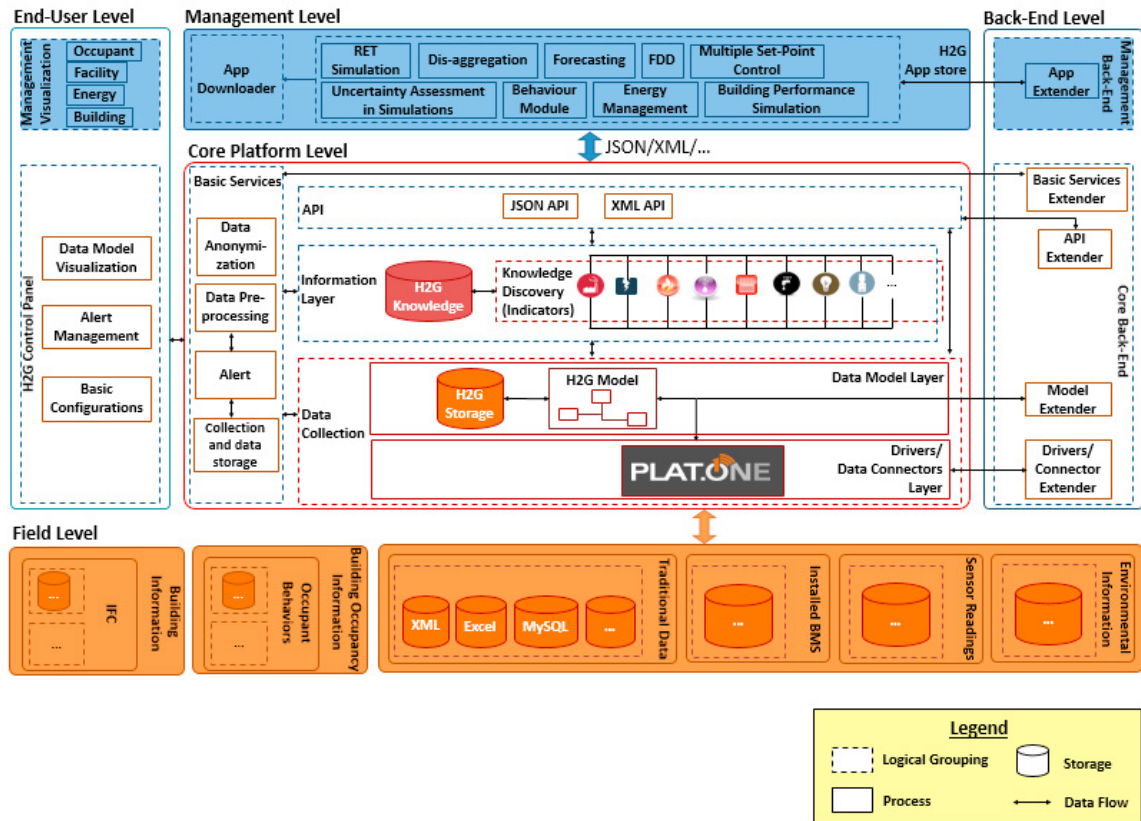 End-User Level
Management Level
Back-End Level
Management
Visualization
Occupant
Facility
Energy
Building
App
Downloader
RET
Simulation
Dis-aggregation
Forecasting
FDD
Multiple Set-Point
Control
Uncertainty Assessment
in Simulations
Behaviour
Module
Energy
Management
Building Performance
Simulation
H2G
App store
App
Extender
Management
Back-End
JSON/XML/...
Core Platform Level
H2G Control Panel
Data Model
Visualization
Alert
Management
Basic
Configurations
Basic Services
Data
Anonymi-
zation
Data Pre-
processing
Alert
Collection
and data
storage
API
JSON API
XML API
Information
Layer
H2G
Knowledge
Knowledge
Discovery
(Indicators)
...
Data
Collection
H2G
Storage
H2G Model
Data Model Layer
PLAT.ONE
Drivers/
Data Connectors
Layer
Basic Services
Extender
API
Extender
Core Back-End
Model
Extender
Drivers/
Connector
Extender
Field Level
...
...
IFC
Building
Information
...
...
Occupant
Behaviors
Building Occupancy
Information
XML
Excel
MySQL
...
Traditional Data
...
Installed BMS
...
Sensor Readings
...
Environmental
Information
Legend
Logical Grouping
Storage
Process
Data Flow